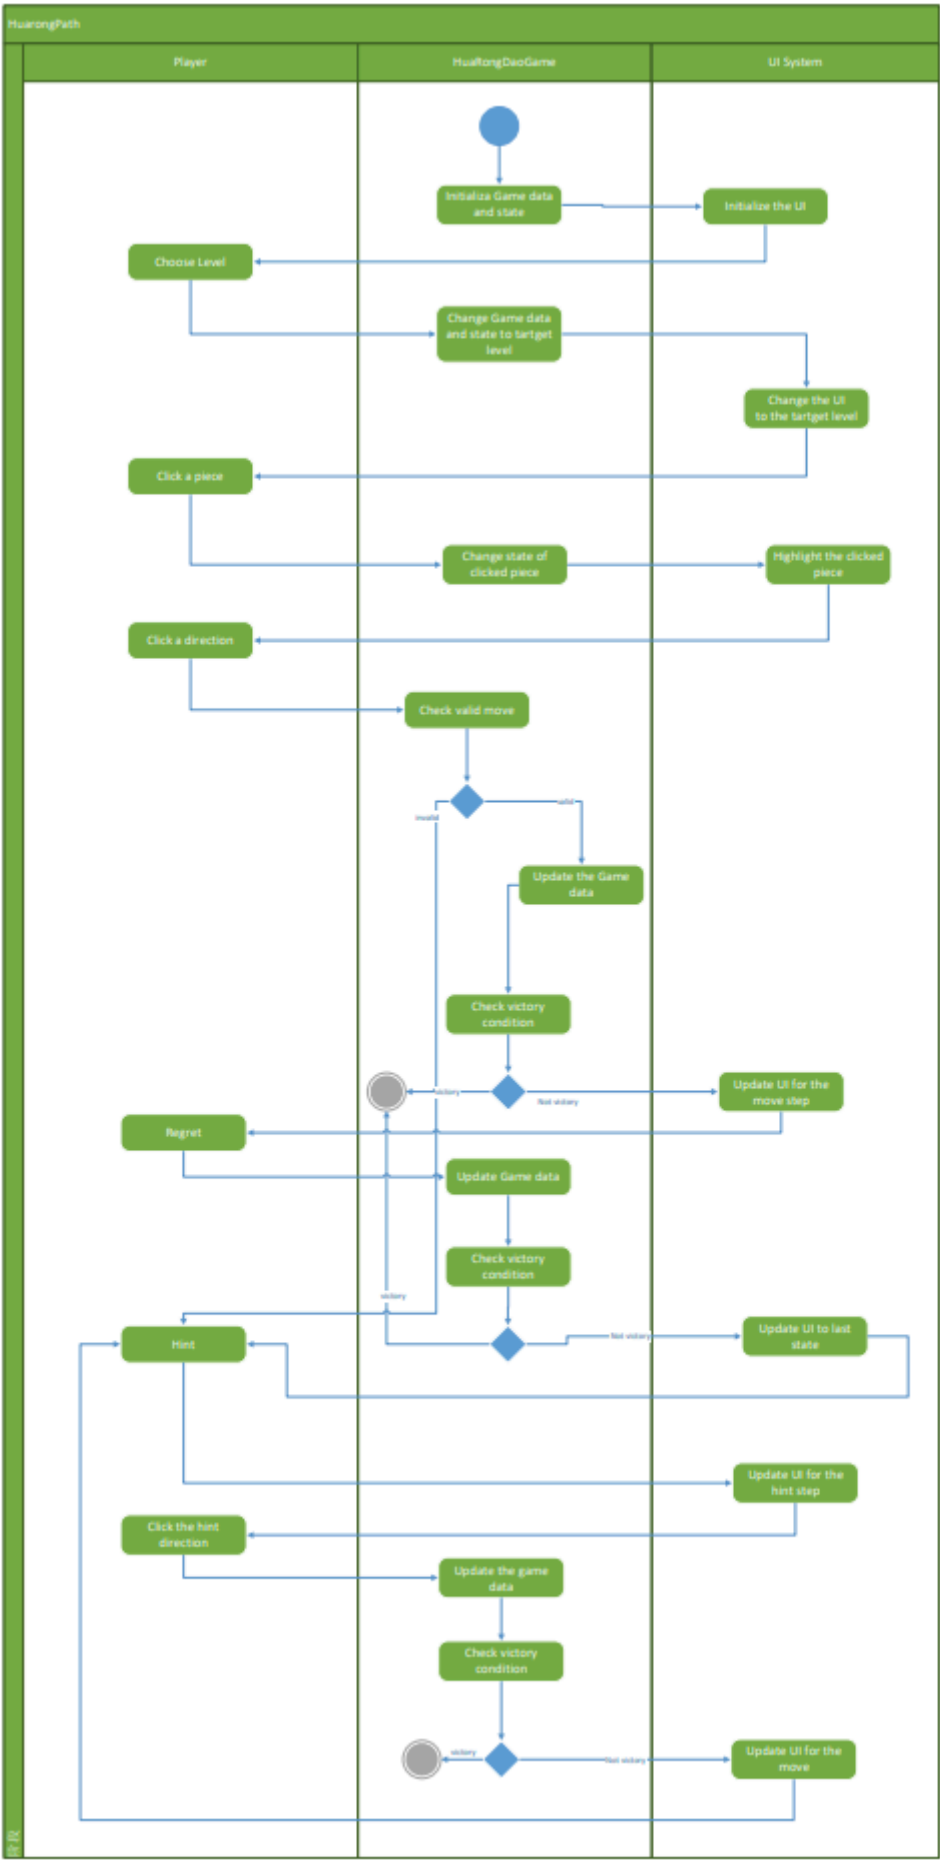 HuarongPath
Player
HuaRongDaoGame
UI System
Initializa Game data
and state
Initialize the UI
Choose Level
Change Game data
and state to tartget
level
Change the UI
to the tartget level
Click a piece
Change state of
clicked piece
Highlight the clicked
piece
Click a direction
Check valid move
valid
invalid
Update the Game
data
Check victory
condition
victory
Not victory
Update UI for the
move step
Regret
Update Game data
Check victory
condition
victory
Not victory
Update UI to last
state
Hint
Update UI for the
hint step
Click the hint
direction
Update the game
data
Check victory
condition
victory
Not victory
Update UI for the
move
阶段